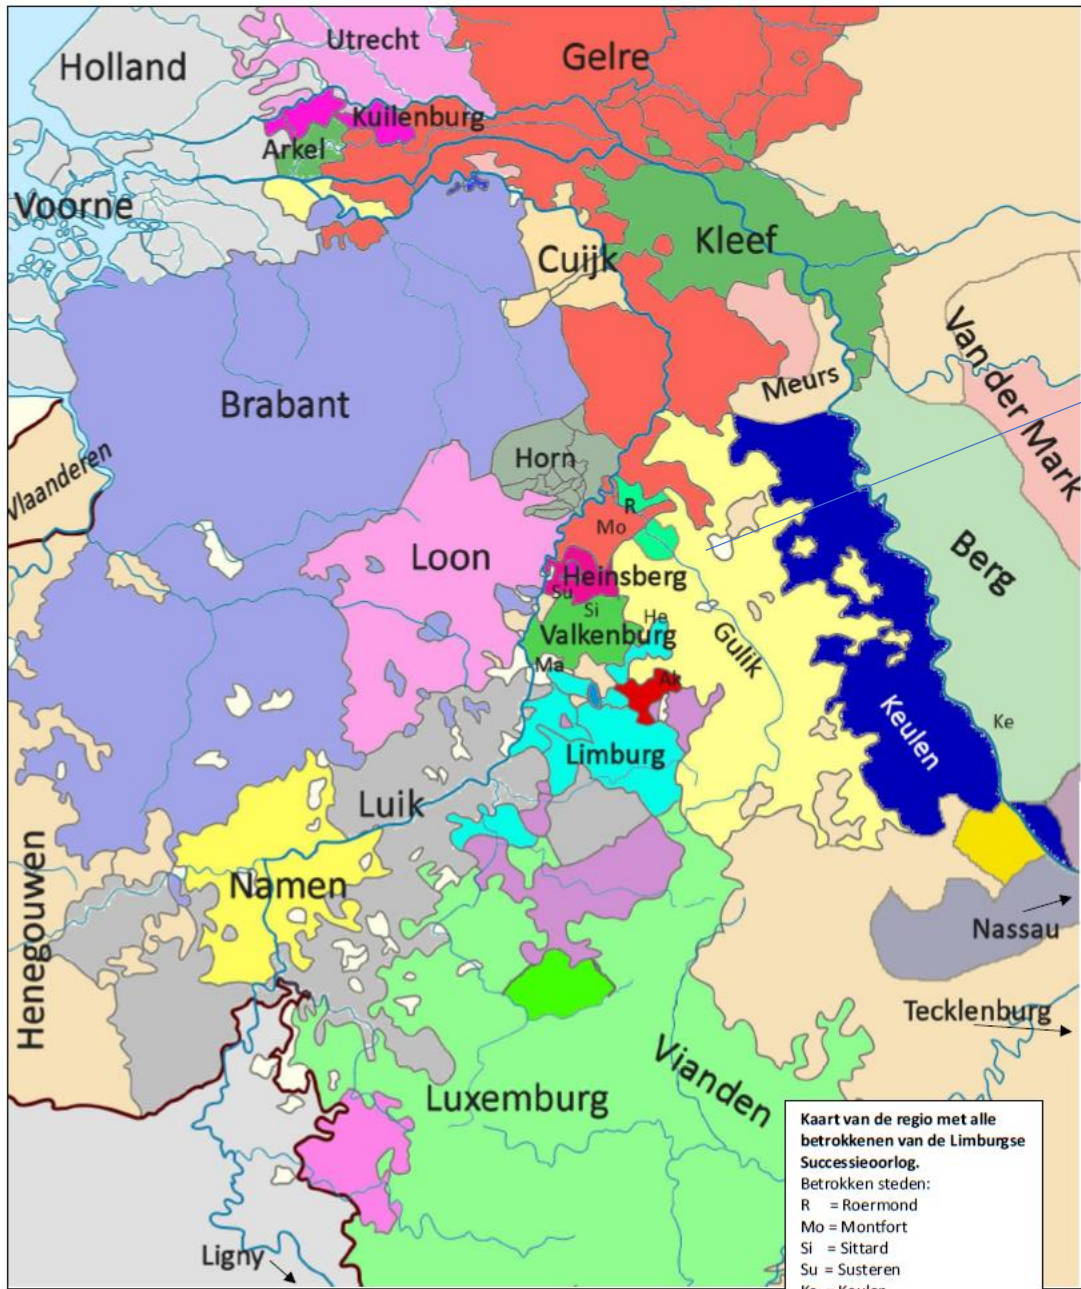 Utrecht
Holland
Gelre
Kuilenburg
Arkel
Voorne
Kleef
Cuijk
Van der Mark
Meurs
Brabant
Vlaanderen
Horn
R
Mo
Loon
Berg
Heinsberg
Su
Si
He
Valkenburg
Gulik
Ma
Ak
Keulen
Ke
Limburg
Luik
Namen
Henegouwen
Nassau
Tecklenburg
Vianden
Luxemburg
Ligny
Kaart van de regio met alle
betrokkenen van de Limburgse
Successieoorlog.
Betrokken steden:
R = Roermond
Mo = Montfort
Si = Sittard
Su = Susteren
Ke = Keulen